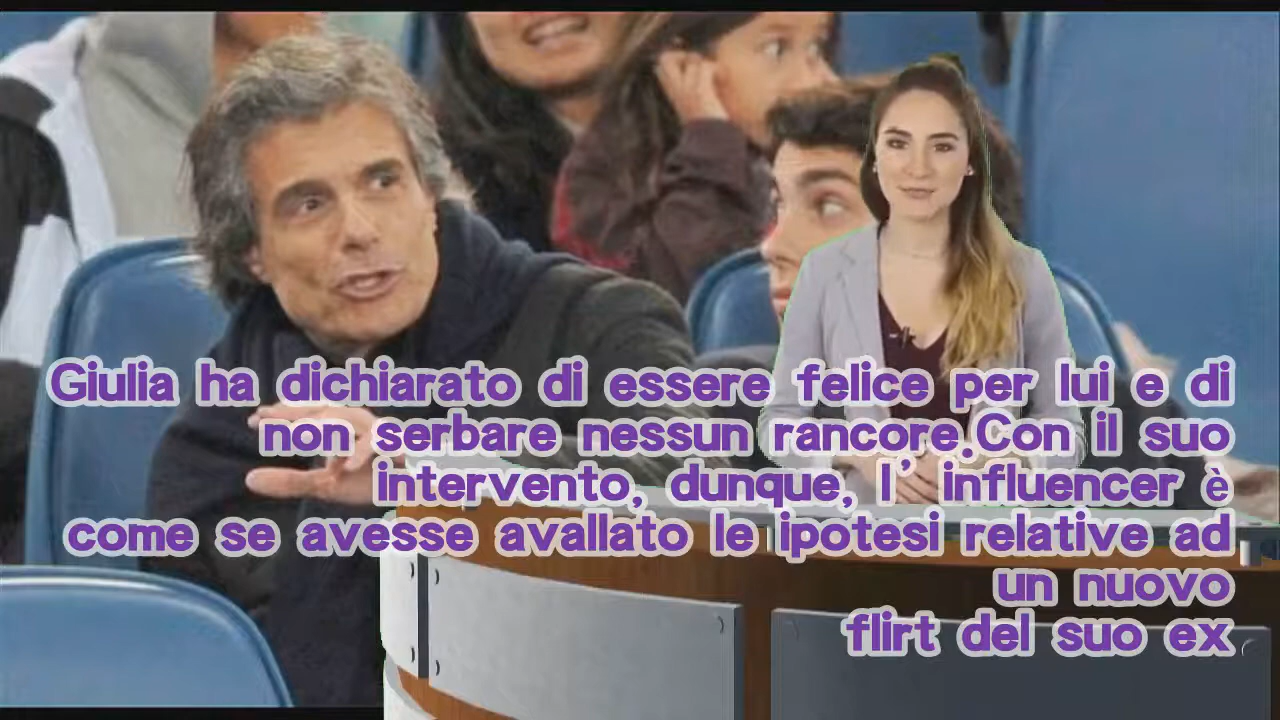 Giulia ha dichiarato di essere felice per lui e di
non serbare nessun rancore.Con il suo
intervento, dunque, l’influencer è
come se avesse avallato le ipotesi relative ad
un nuovo
flirt del suo ex